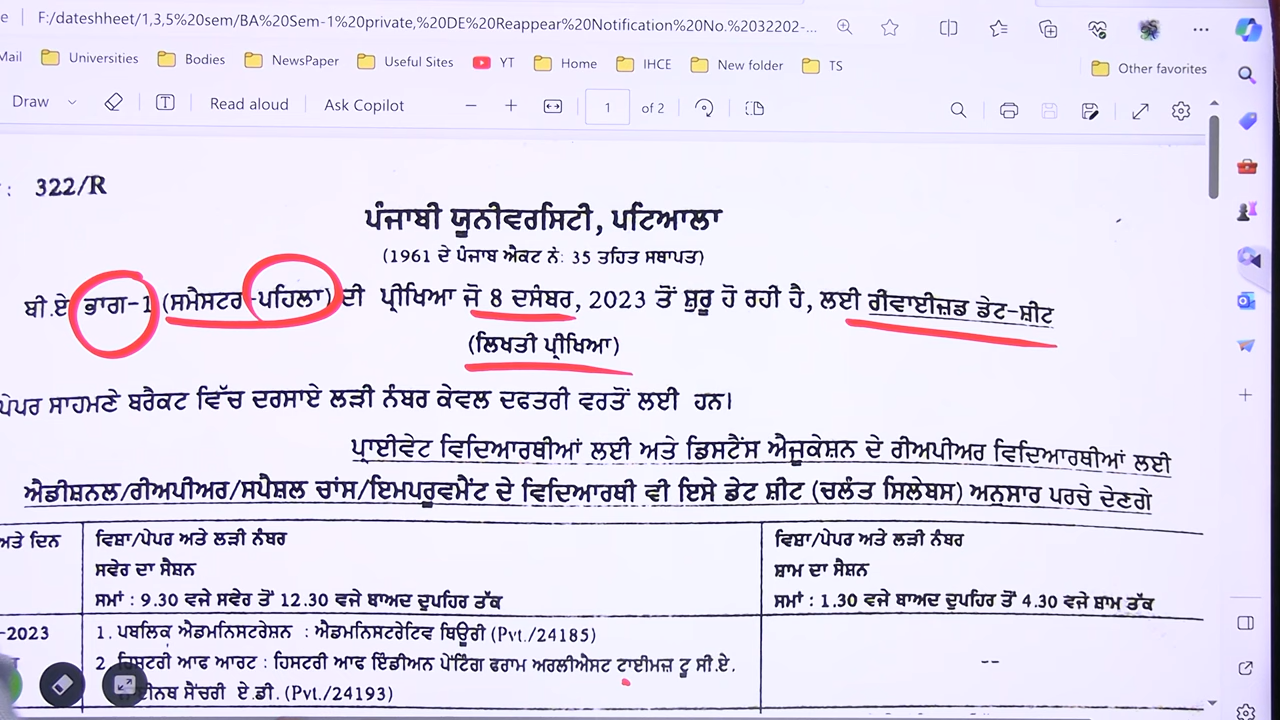 F:/dateshheet/1,3,5%20sem/BA%20Sem-1%20private,%20DE%20Reappear%20Notification%20No.%2032202-...
Mail Universities Bodies NewsPaper Useful Sites YT Home IHCE New folder TS Other favorites
Draw Read aloud Ask Copilot 1 of 2
: 322/R
ਪੰਜਾਬੀ ਯੂਨੀਵਰਸਿਟੀ, ਪਟਿਆਲਾ
(1961 ਦੇ ਪੰਜਾਬ ਐਕਟ ਨੰ: 35 ਤਹਿਤ ਸਥਾਪਤ)
ਬੀ.ਏ ਭਾਗ-1 (ਸਮੈਸਟਰ-ਪਹਿਲਾ) ਦੀ ਪ੍ਰੀਖਿਆ ਜੋ 8 ਦਸੰਬਰ, 2023 ਤੋਂ ਸ਼ੁਰੂ ਹੋ ਰਹੀ ਹੈ, ਲਈ ਰੀਵਾਈਜ਼ਡ ਡੇਟ-ਸ਼ੀਟ
(ਲਿਖਤੀ ਪ੍ਰੀਖਿਆ)
ਪੇਪਰ ਸਾਹਮਣੇ ਬਰੈਕਟ ਵਿੱਚ ਦਰਸਾਏ ਲੜੀ ਨੰਬਰ ਕੇਵਲ ਦਫਤਰੀ ਵਰਤੋਂ ਲਈ ਹਨ।
ਪ੍ਰਾਈਵੇਟ ਵਿਦਿਆਰਥੀਆਂ ਲਈ ਅਤੇ ਡਿਸਟੈਂਸ ਐਜੂਕੇਸ਼ਨ ਦੇ ਰੀਅਪੀਅਰ ਵਿਦਿਆਰਥੀਆਂ ਲਈ
ਐਡੀਸ਼ਨਲ/ਰੀਅਪੀਅਰ/ਸਪੈਸ਼ਲ ਚਾਂਸ/ਇਮਪਰੂਵਮੈਂਟ ਦੇ ਵਿਦਿਆਰਥੀ ਵੀ ਇਸੇ ਡੇਟ ਸ਼ੀਟ (ਚਲੰਤ ਸਿਲੇਬਸ) ਅਨੁਸਾਰ ਪਰਚੇ ਦੇਣਗੇ
ਅਤੇ ਦਿਨ ਵਿਸ਼ਾ/ਪੇਪਰ ਅਤੇ ਲੜੀ ਨੰਬਰ ਵਿਸ਼ਾ/ਪੇਪਰ ਅਤੇ ਲੜੀ ਨੰਬਰ
ਸਵੇਰ ਦਾ ਸੈਸ਼ਨ ਸ਼ਾਮ ਦਾ ਸੈਸ਼ਨ
ਸਮਾਂ : 9.30 ਵਜੇ ਸਵੇਰ ਤੋਂ 12.30 ਵਜੇ ਬਾਅਦ ਦੁਪਹਿਰ ਤੱਕ ਸਮਾਂ : 1.30 ਵਜੇ ਬਾਅਦ ਦੁਪਹਿਰ ਤੋਂ 4.30 ਵਜੇ ਸ਼ਾਮ ਤੱਕ
-2023 1. ਪਬਲਿਕ ਐਡਮਨਿਸਟਰੇਸ਼ਨ : ਐਡਮਨਿਸਟਰੇਟਿਵ ਥਿਊਰੀ (Pvt./24185)
2. ਹਿਸਟਰੀ ਆਫ ਆਰਟ : ਹਿਸਟਰੀ ਆਫ ਇੰਡੀਅਨ ਪੇਂਟਿੰਗ ਫਰਾਮ ਅਰਲੀਐਸਟ ਟਾਈਮਜ਼ ਟੂ ਸੀ.ਏ. --
ਸੈਂਚਰੀ ਏ.ਡੀ. (Pvt./24193)